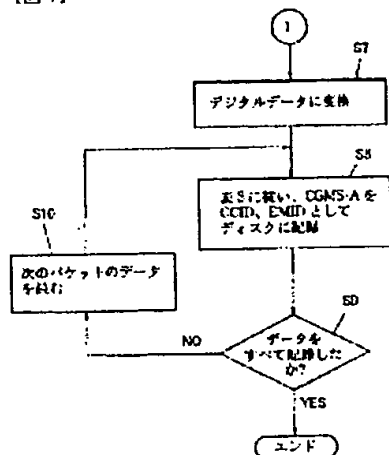 1
S7
デジタルデータに変換
S8
表3に従い、CGMS-Aを
CCID、EMIDとして
ディスクに記録
S10
次のパケットのデータ
を読む
S9
データを
すべて記録した
か?
NO
YES
エンド